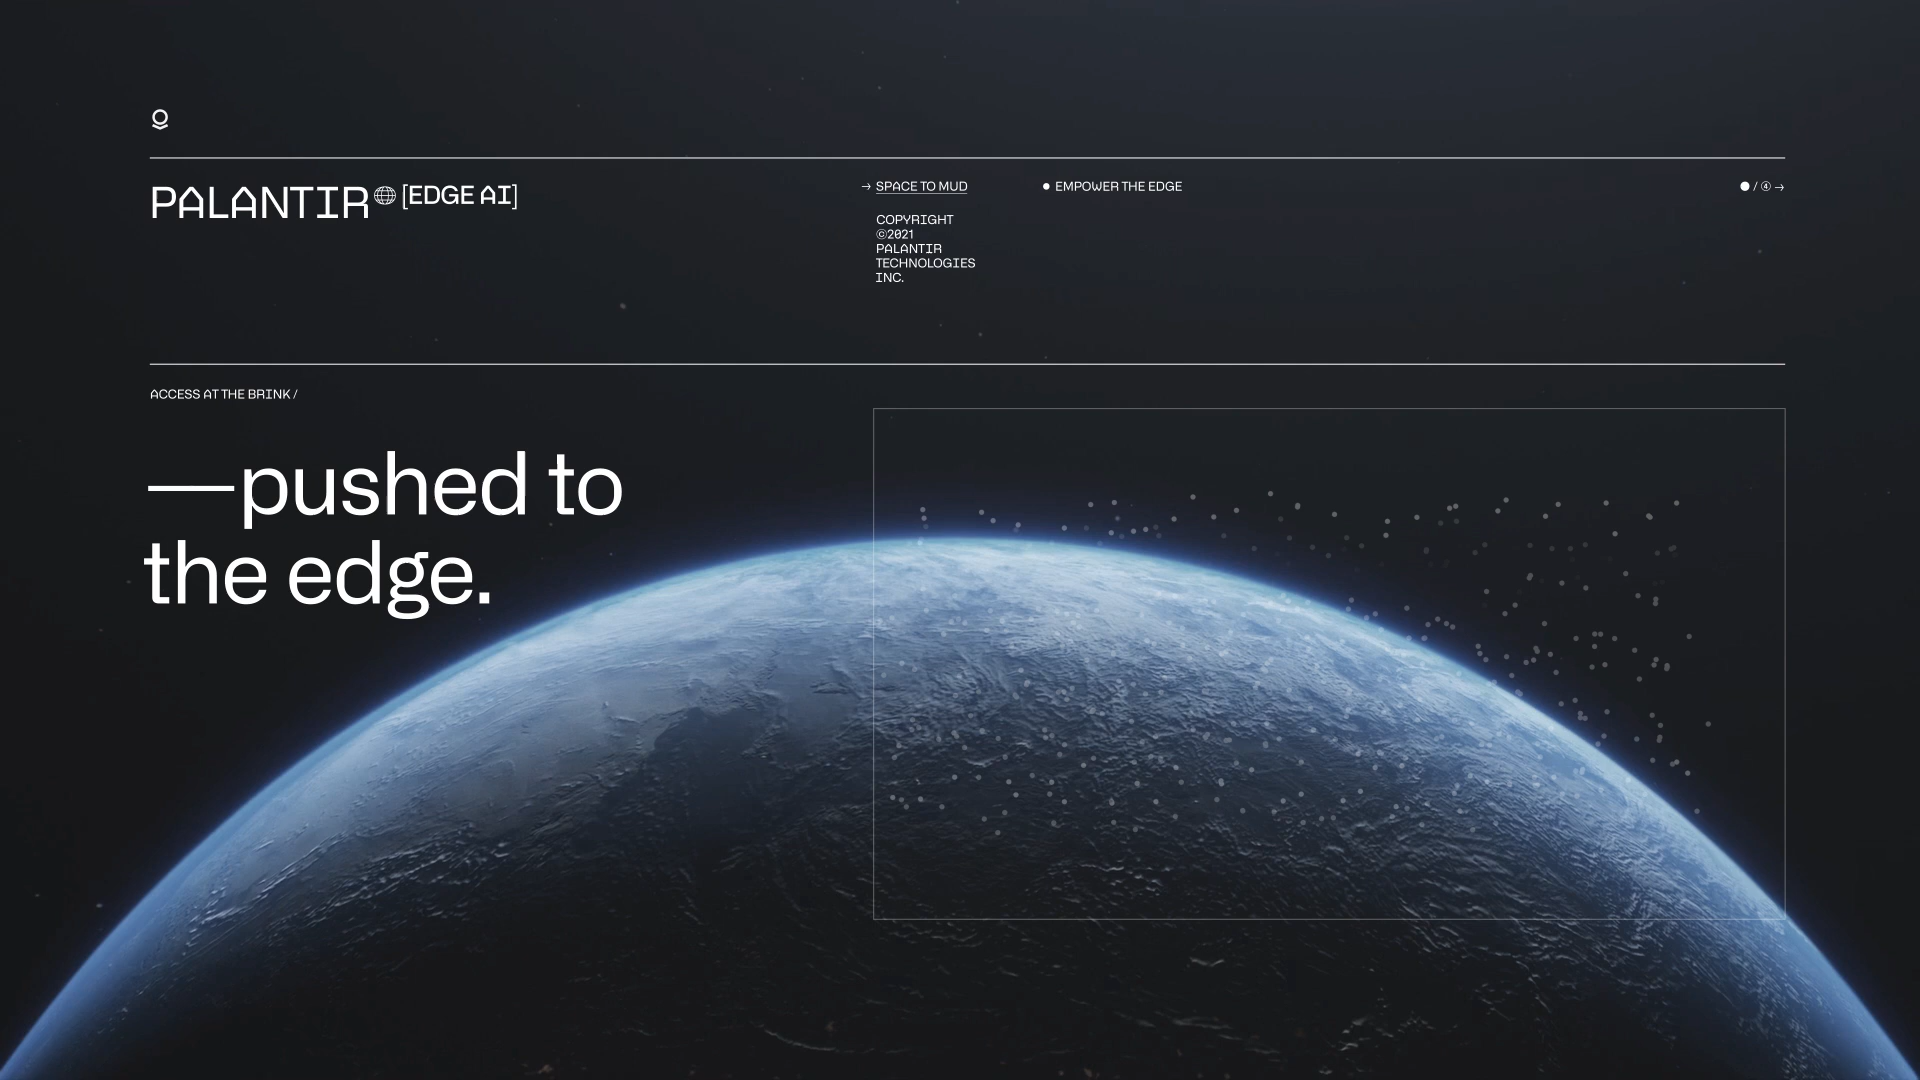 PALANTIR [EDGE AI]
→ SPACE TO MUD
● EMPOWER THE EDGE
● / ④ →
COPYRIGHT
©2021
PALANTIR
TECHNOLOGIES
INC.
ACCESS AT THE BRINK /
—pushed to
the edge.